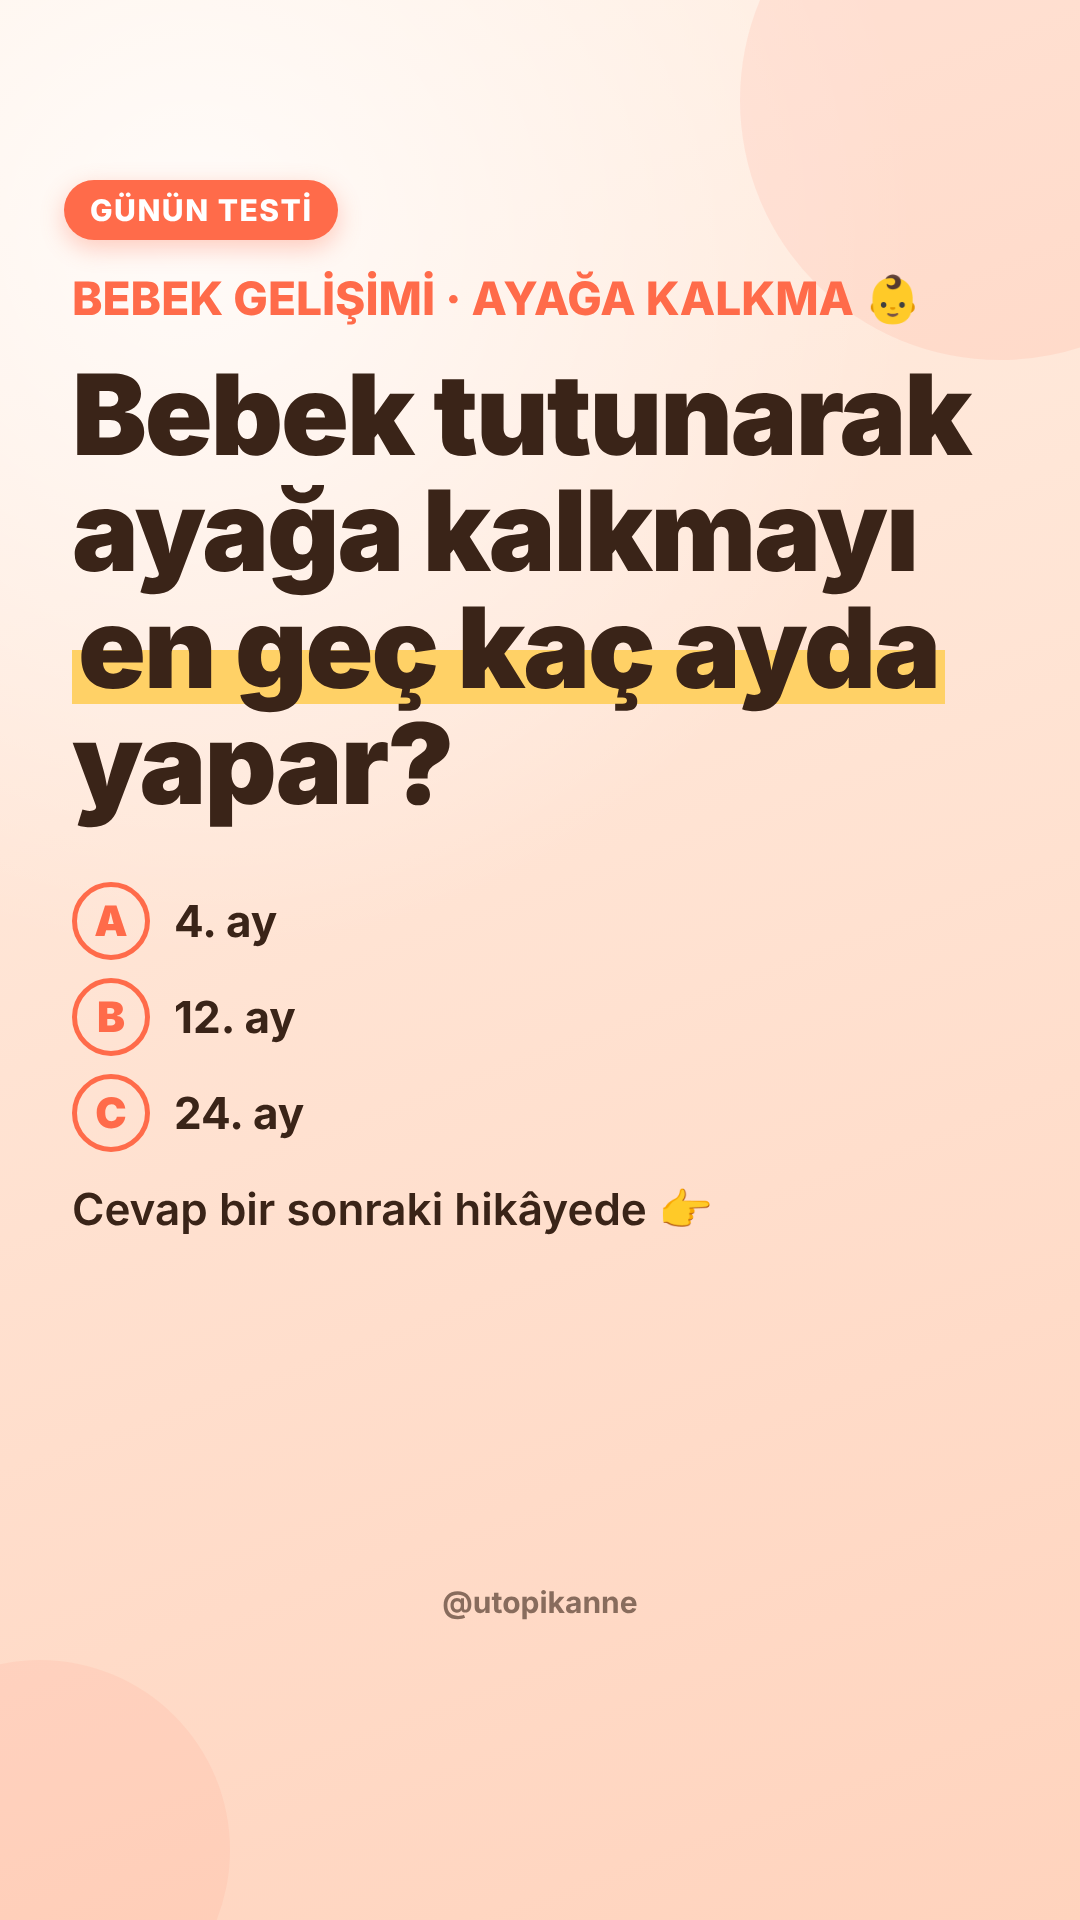 GÜNÜN TESTİ
BEBEK GELİŞİMİ · AYAĞA KALKMA 👶
Bebek tutunarak
ayağa kalkmayı
en geç kaç ayda
yapar?
A 4. ay
B 12. ay
C 24. ay
Cevap bir sonraki hikâyede 👉
@utopikanne